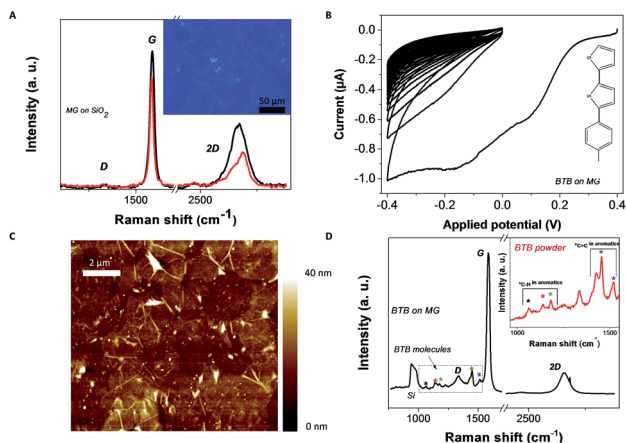 A
Intensity (a. u.)
MG on SiO2
D
G
2D
50 μm
1500
2500
Raman shift (cm-1)
B
Current (μA)
0.0
-0.2
-0.4
-0.6
-0.8
-1.0
-0.4
-0.2
0.0
0.2
0.4
S
S
BTB on MG
Applied potential (V)
C
2 μm
40 nm
0 nm
D
Intensity (a. u.)
BTB on MG
BTB molecules
Si
D
G
2D
1000
1500
2500
Raman shift (cm-1)
BTB powder
νC-H in aromatics
νC=C in aromatics
Intensity (a. u.)
1000
1500
Raman shift (cm-1)